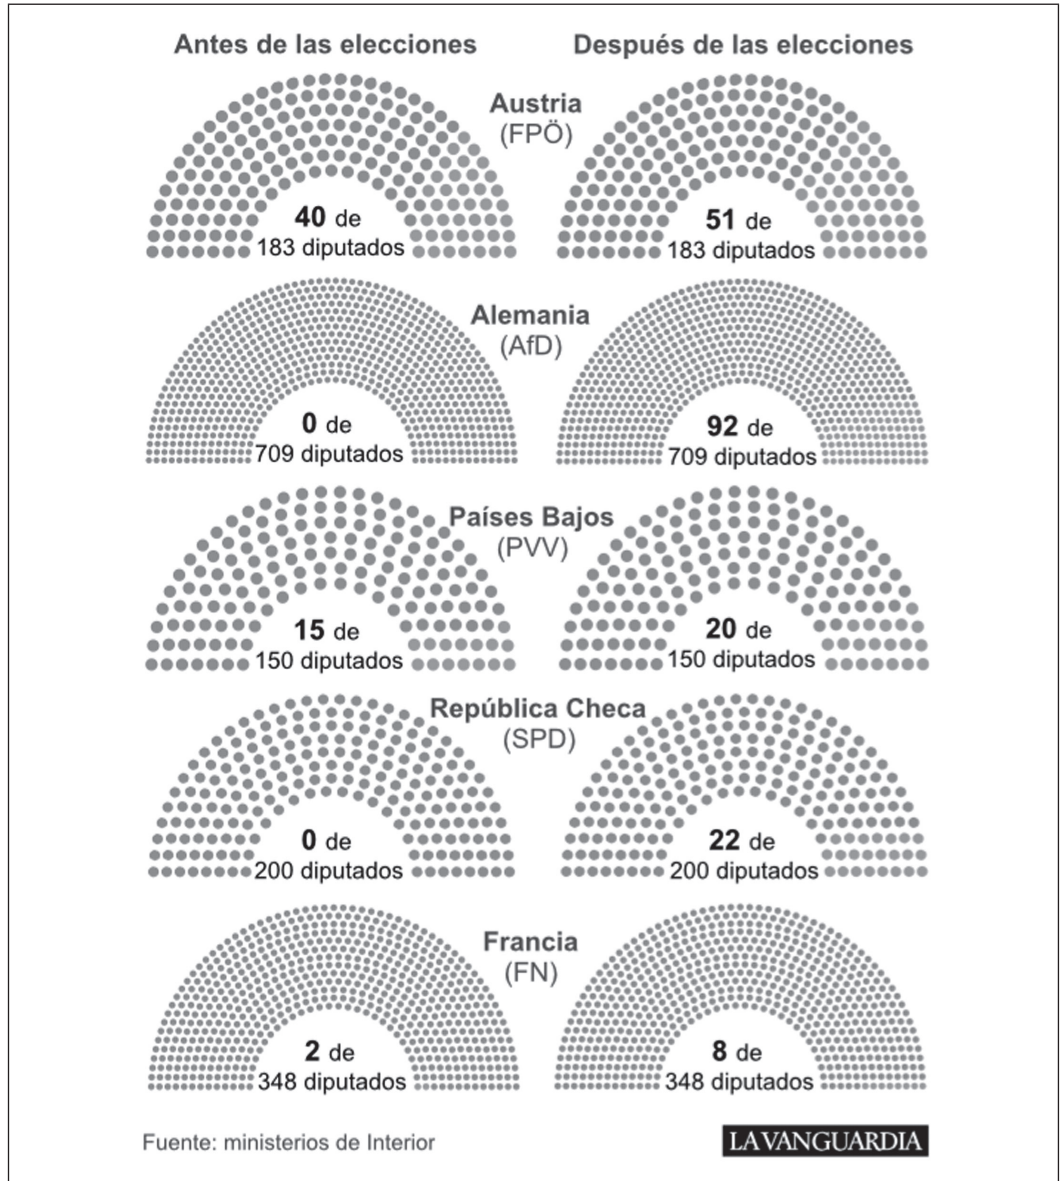 Antes de las elecciones
Después de las elecciones
Austria
(FPÖ)
40 de
183 diputados
51 de
183 diputados
Alemania
(AfD)
0 de
709 diputados
92 de
709 diputados
Países Bajos
(PVV)
15 de
150 diputados
20 de
150 diputados
República Checa
(SPD)
0 de
200 diputados
22 de
200 diputados
Francia
(FN)
2 de
348 diputados
8 de
348 diputados
Fuente: ministerios de Interior
LA VANGUARDIA